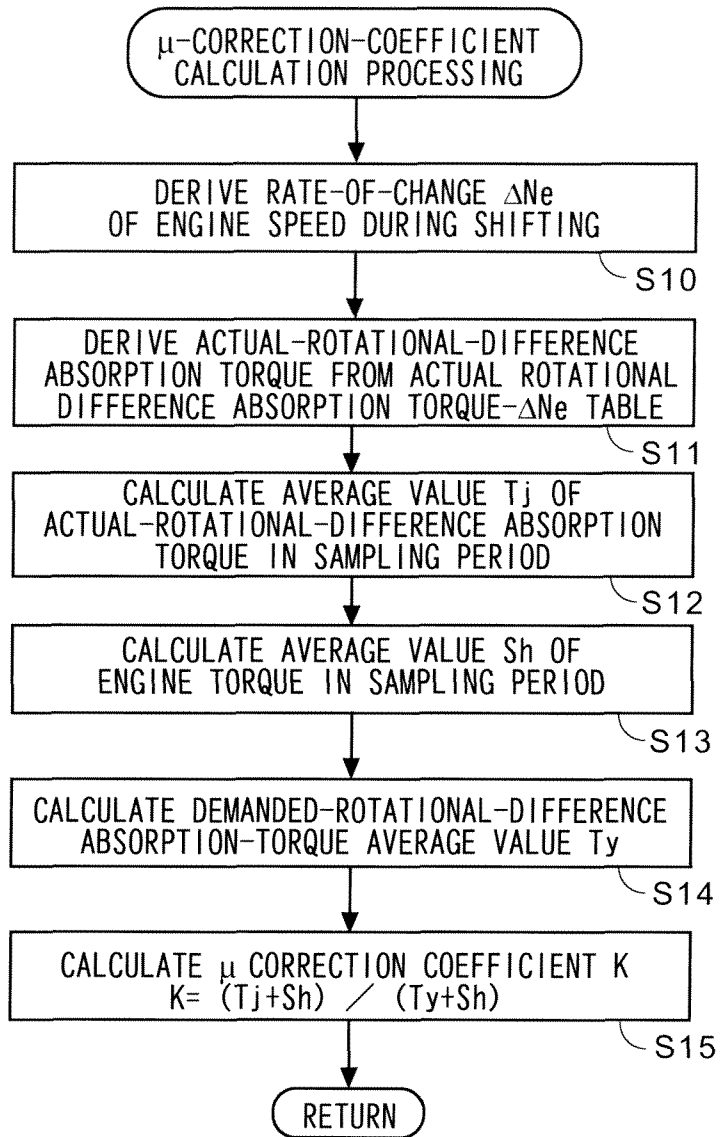 μ-CORRECTION-COEFFICIENT
CALCULATION PROCESSING
DERIVE RATE-OF-CHANGE ΔNe
OF ENGINE SPEED DURING SHIFTING
S10
DERIVE ACTUAL-ROTATIONAL-DIFFERENCE
ABSORPTION TORQUE FROM ACTUAL ROTATIONAL
DIFFERENCE ABSORPTION TORQUE-ΔNe TABLE
S11
CALCULATE AVERAGE VALUE Tj OF
ACTUAL-ROTATIONAL-DIFFERENCE ABSORPTION
TORQUE IN SAMPLING PERIOD
S12
CALCULATE AVERAGE VALUE Sh OF
ENGINE TORQUE IN SAMPLING PERIOD
S13
CALCULATE DEMANDED-ROTATIONAL-DIFFERENCE
ABSORPTION-TORQUE AVERAGE VALUE Ty
S14
CALCULATE μ CORRECTION COEFFICIENT K
K= (Tj+Sh) / (Ty+Sh)
S15
RETURN